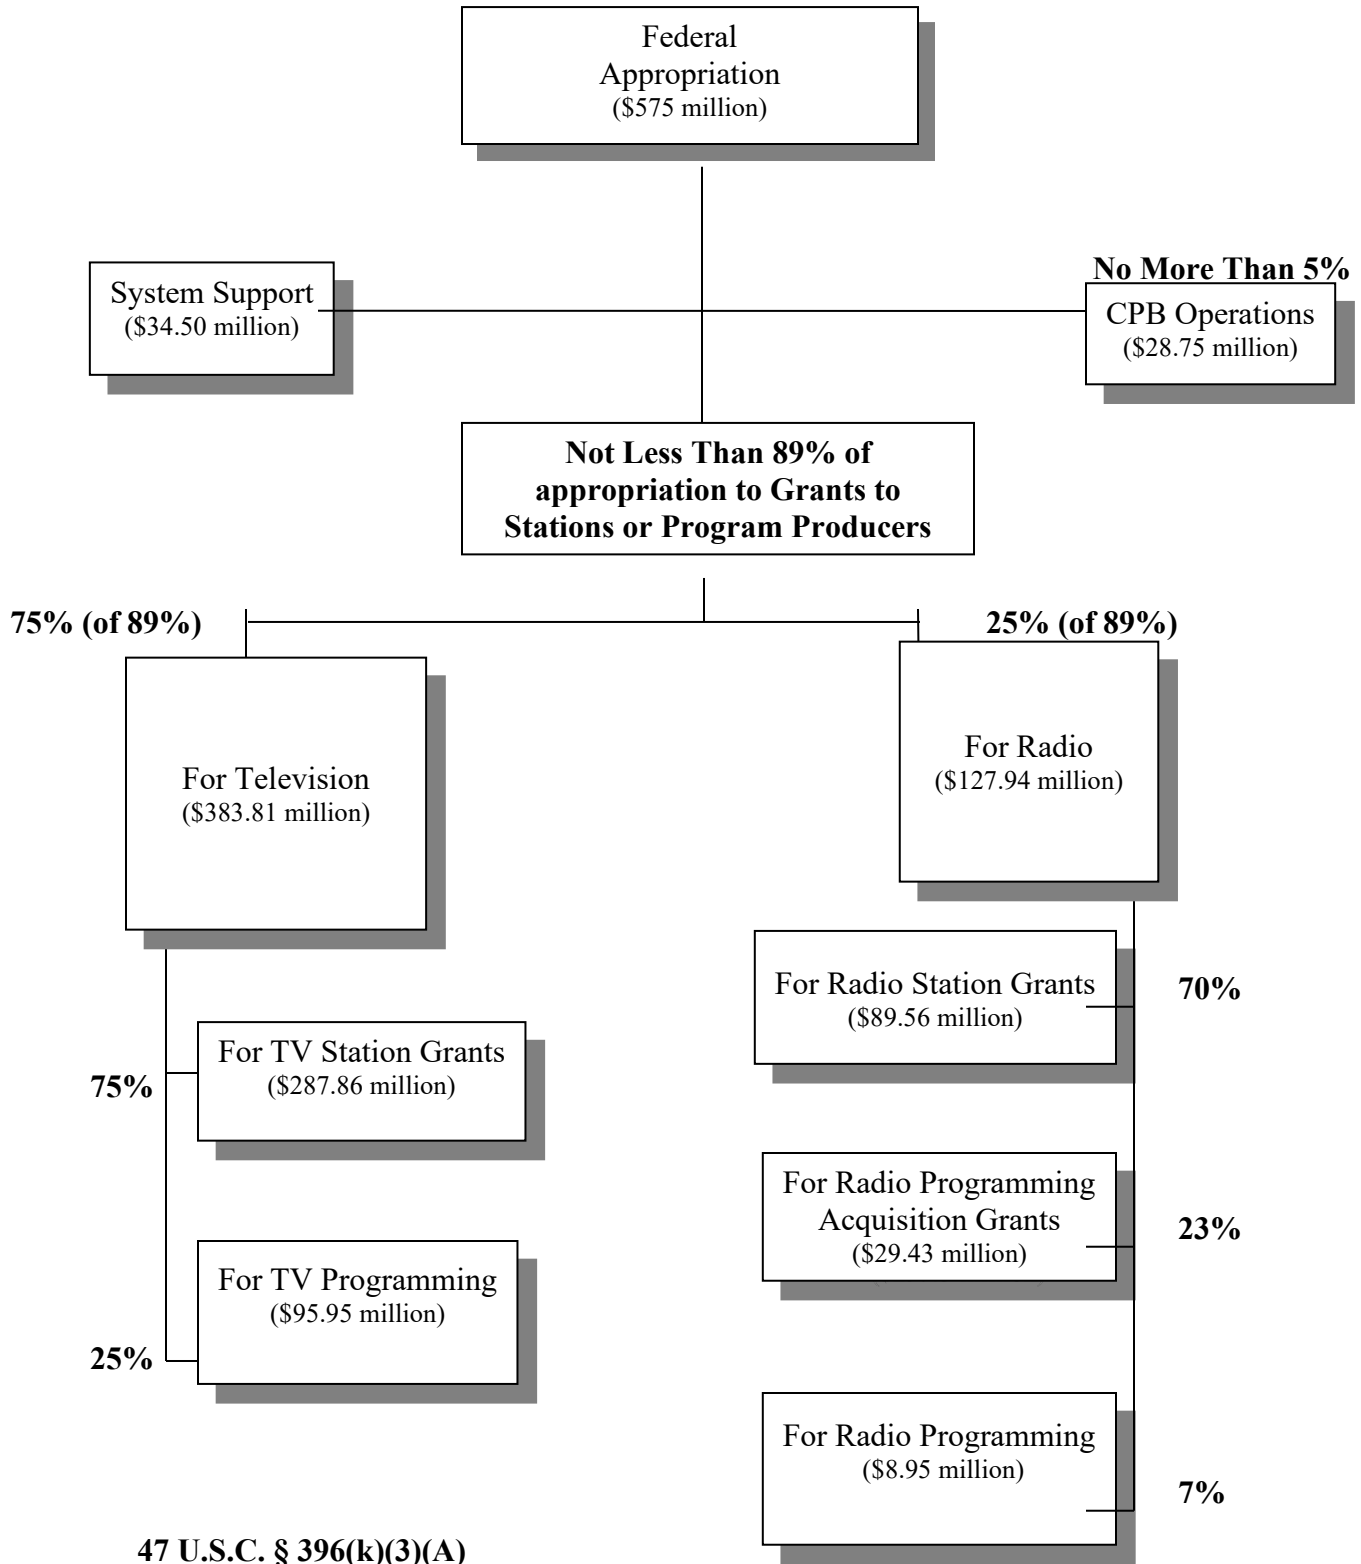 Federal
Appropriation
($575 million)
No More Than 5%
System Support
($34.50 million)
CPB Operations
($28.75 million)
Not Less Than 89% of
appropriation to Grants to
Stations or Program Producers
75% (of 89%)
25% (of 89%)
For Television
($383.81 million)
For Radio
($127.94 million)
For TV Station Grants
($287.86 million)
75%
For TV Programming
($95.95 million)
25%
For Radio Station Grants
($89.56 million)
70%
For Radio Programming
Acquisition Grants
($29.43 million)
23%
For Radio Programming
($8.95 million)
7%
47 U.S.C. § 396(k)(3)(A)